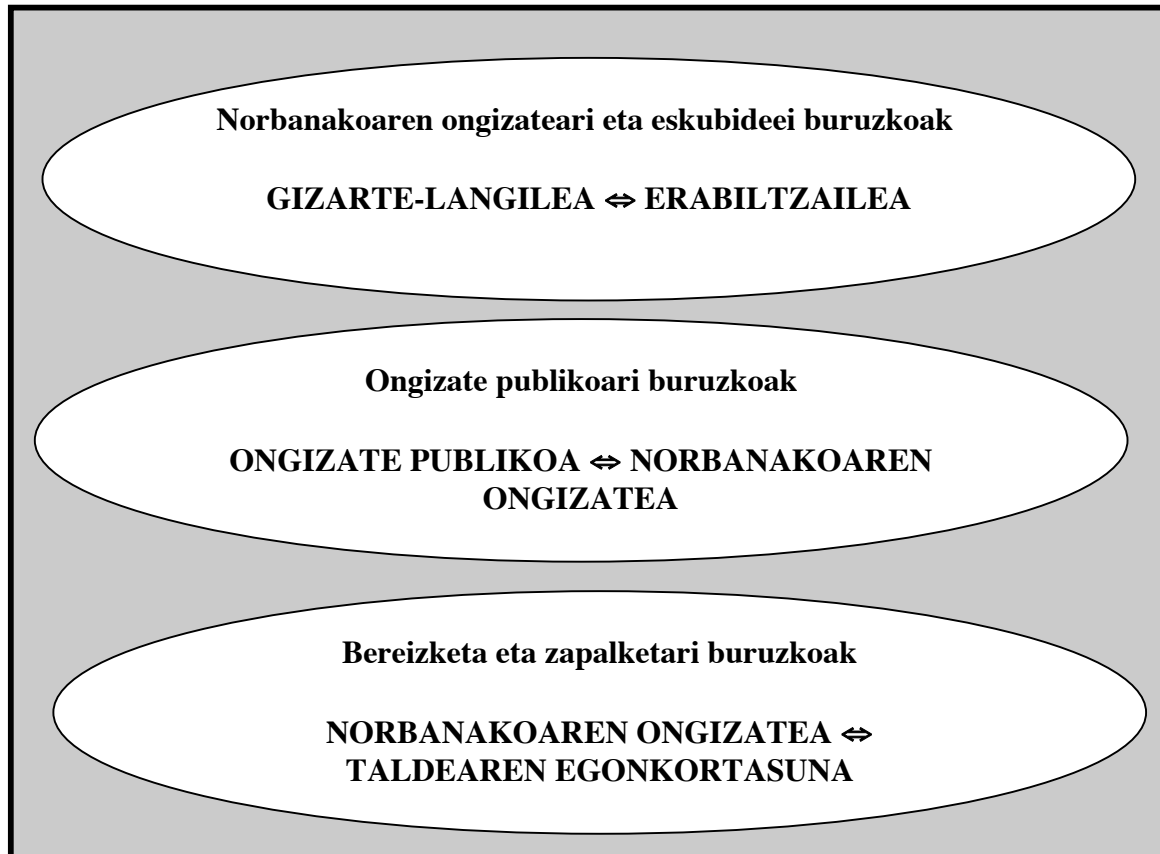 Norbanakoaren ongizateari eta eskubideei buruzkoak
GIZARTE-LANGILEA ⇔ ERABILTZAILEA
Ongizate publikoari buruzkoak
ONGIZATE PUBLIKOA ⇔ NORBANAKOAREN
ONGIZATEA
Bereizketa eta zapalketari buruzkoak
NORBANAKOAREN ONGIZATEA ⇔
TALDEAREN EGONKORTASUNA